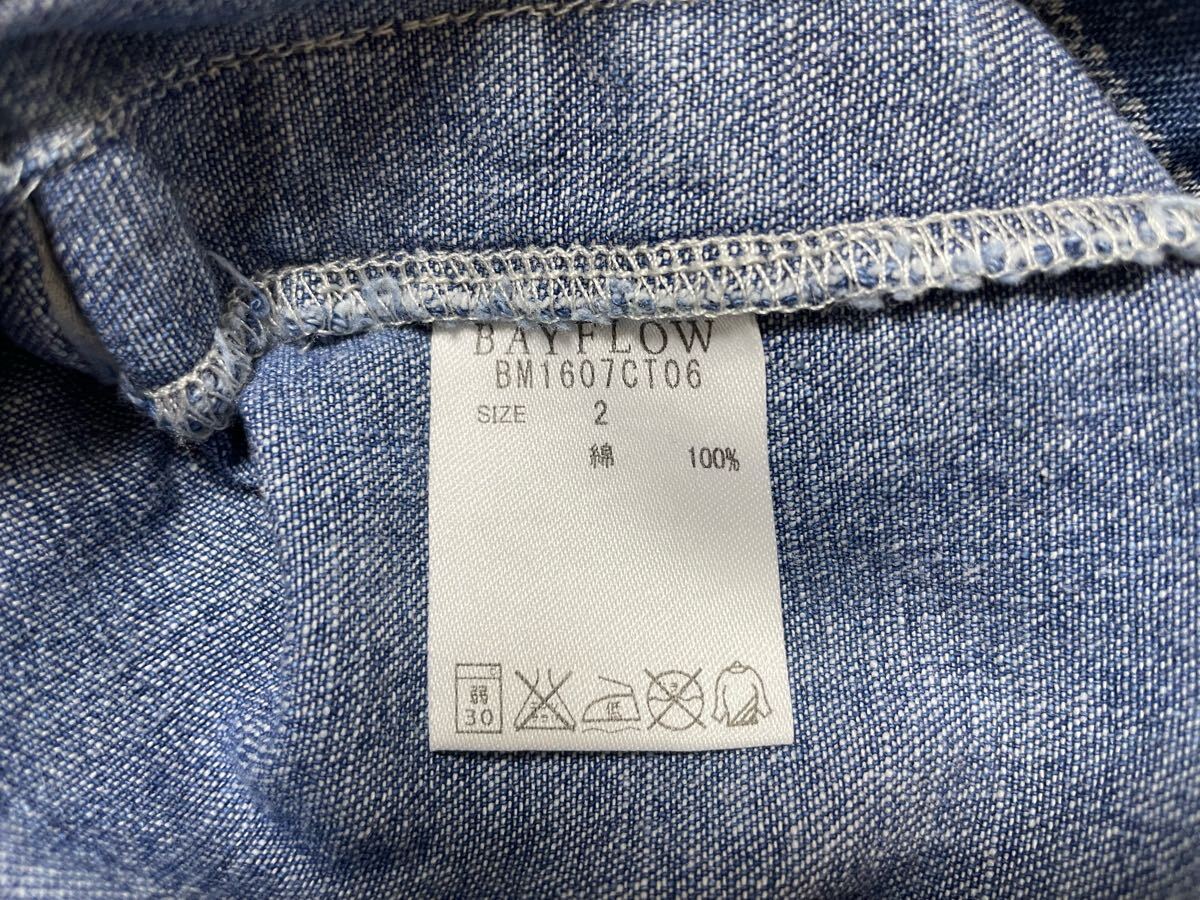 BAYFLOW
BM1607CT06
SIZE 2
綿 100%
弱 低
30